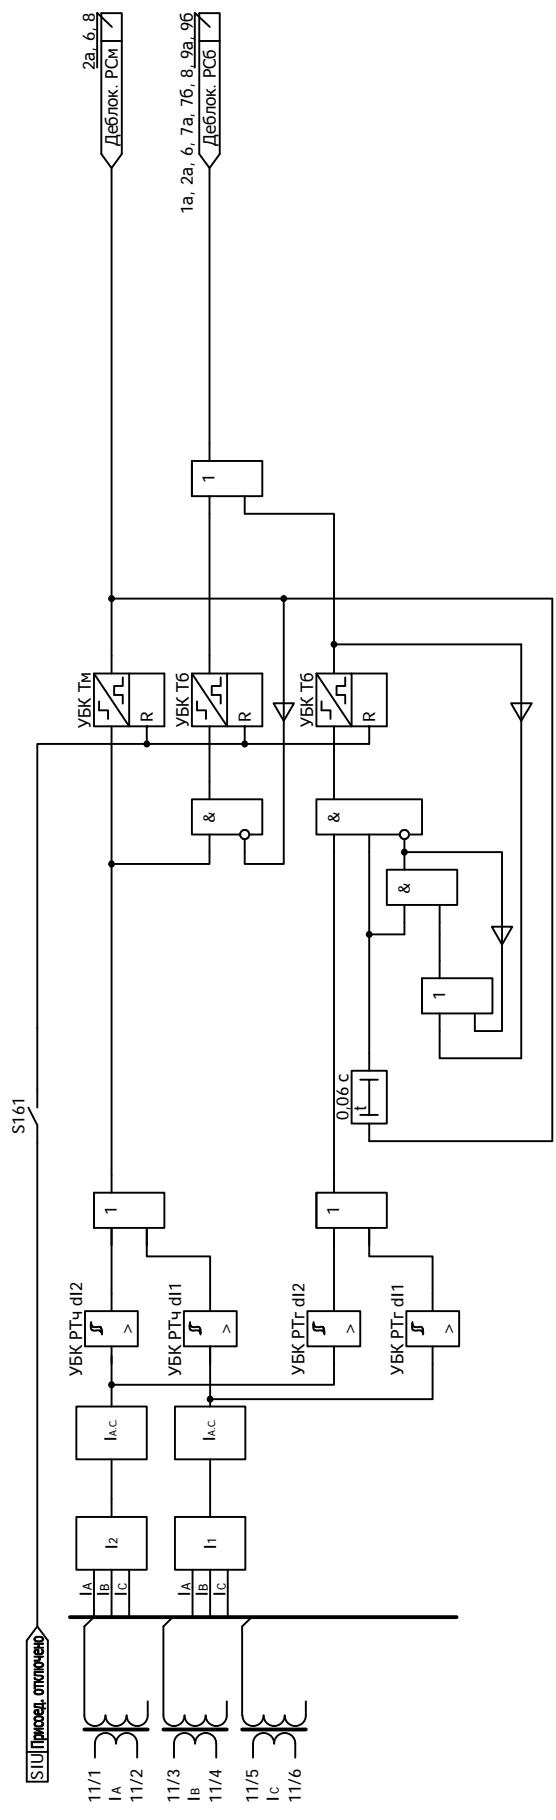 2а, 6, 8
Деблок. РСм
1а, 2а, 6, 7а, 7б, 8, 9а, 9б
Деблок. РСб
1
УБК Тм
R
УБК Тб
R
УБК Тб
R
&
&
&
1
0,06 с
t
S161
1
1
УБК РТч dI2
>
УБК РТч dI1
>
УБК РТг dI2
>
УБК РТг dI1
>
IА.С.
IА.С.
I2
I1
IA
IB
IC
IA
IB
IC
SIU Присоед. отключено
11/1
IA
11/2
11/3
IB
11/4
11/5
IC
11/6